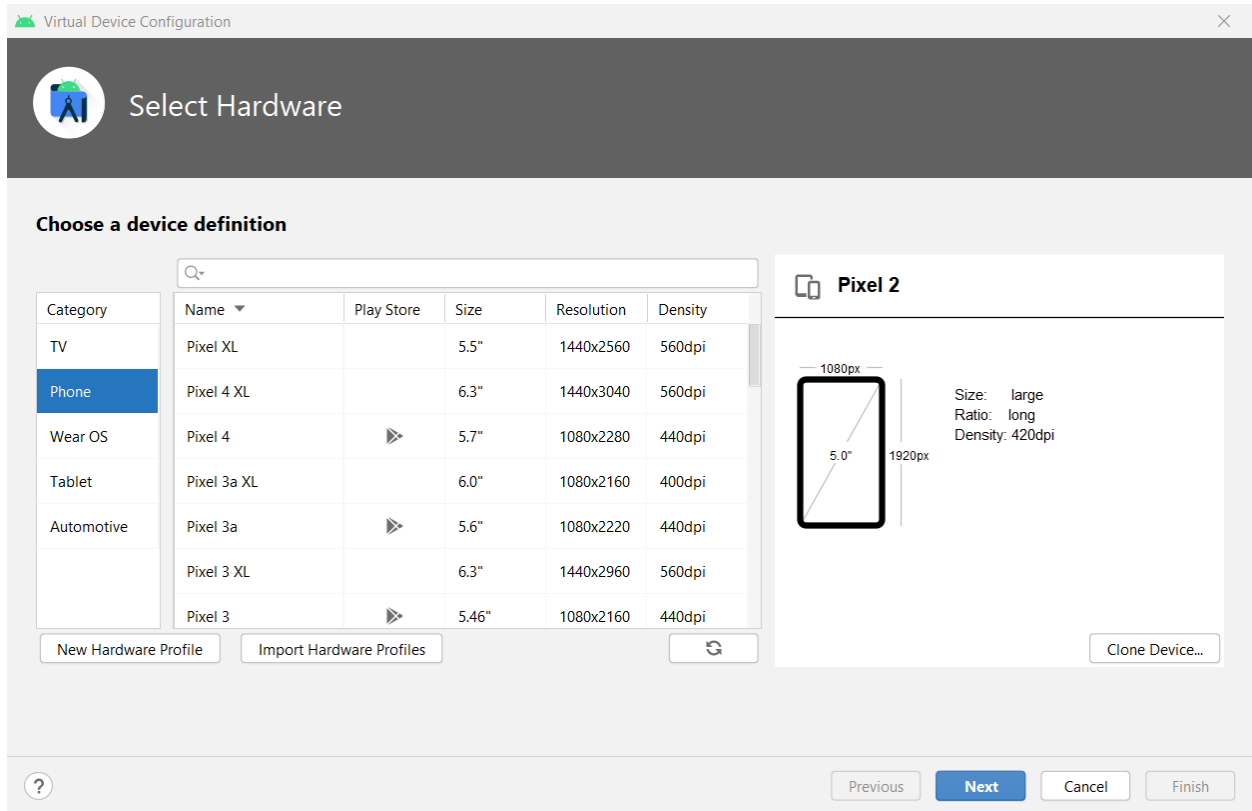 Virtual Device Configuration
Select Hardware
Choose a device definition
Category
TV
Phone
Wear OS
Tablet
Automotive
Name Play Store Size Resolution Density
Pixel XL 5.5" 1440x2560 560dpi
Pixel 4 XL 6.3" 1440x3040 560dpi
Pixel 4 5.7" 1080x2280 440dpi
Pixel 3a XL 6.0" 1080x2160 400dpi
Pixel 3a 5.6" 1080x2220 440dpi
Pixel 3 XL 6.3" 1440x2960 560dpi
Pixel 3 5.46" 1080x2160 440dpi
Pixel 2
1080px
5.0" 1920px
Size: large
Ratio: long
Density: 420dpi
New Hardware Profile Import Hardware Profiles Clone Device...
? Previous Next Cancel Finish